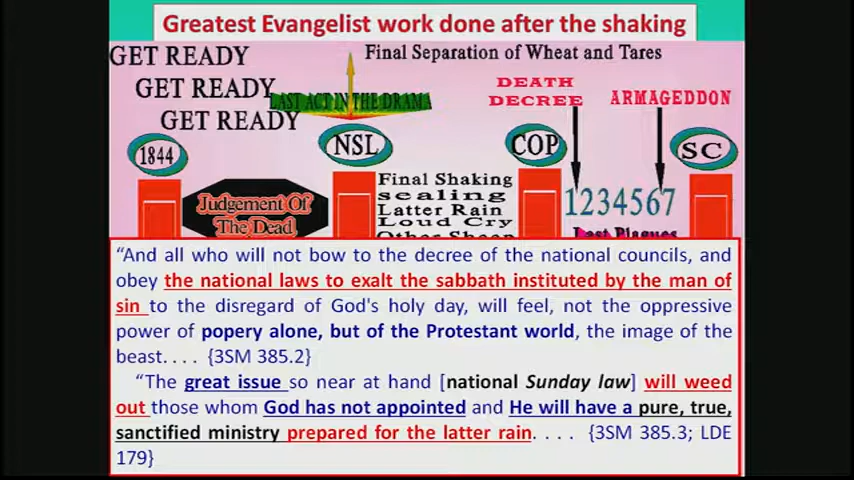 Greatest Evangelist work done after the shaking
GET READY
GET READY
GET READY
Final Separation of Wheat and Tares
LAST ACT IN THE DRAMA
DEATH
DECREE
ARMAGEDDON
1844
NSL
COP
SC
Judgement Of
The Dead
Final Shaking
sealing
Latter Rain
Loud Cry
Other Sheep
1234567
Last Plagues
“And all who will not bow to the decree of the national councils, and
obey the national laws to exalt the sabbath instituted by the man of
sin to the disregard of God's holy day, will feel, not the oppressive
power of popery alone, but of the Protestant world, the image of the
beast. . . . {3SM 385.2}
“The great issue so near at hand [national Sunday law] will weed
out those whom God has not appointed and He will have a pure, true,
sanctified ministry prepared for the latter rain. . . . {3SM 385.3; LDE
179}